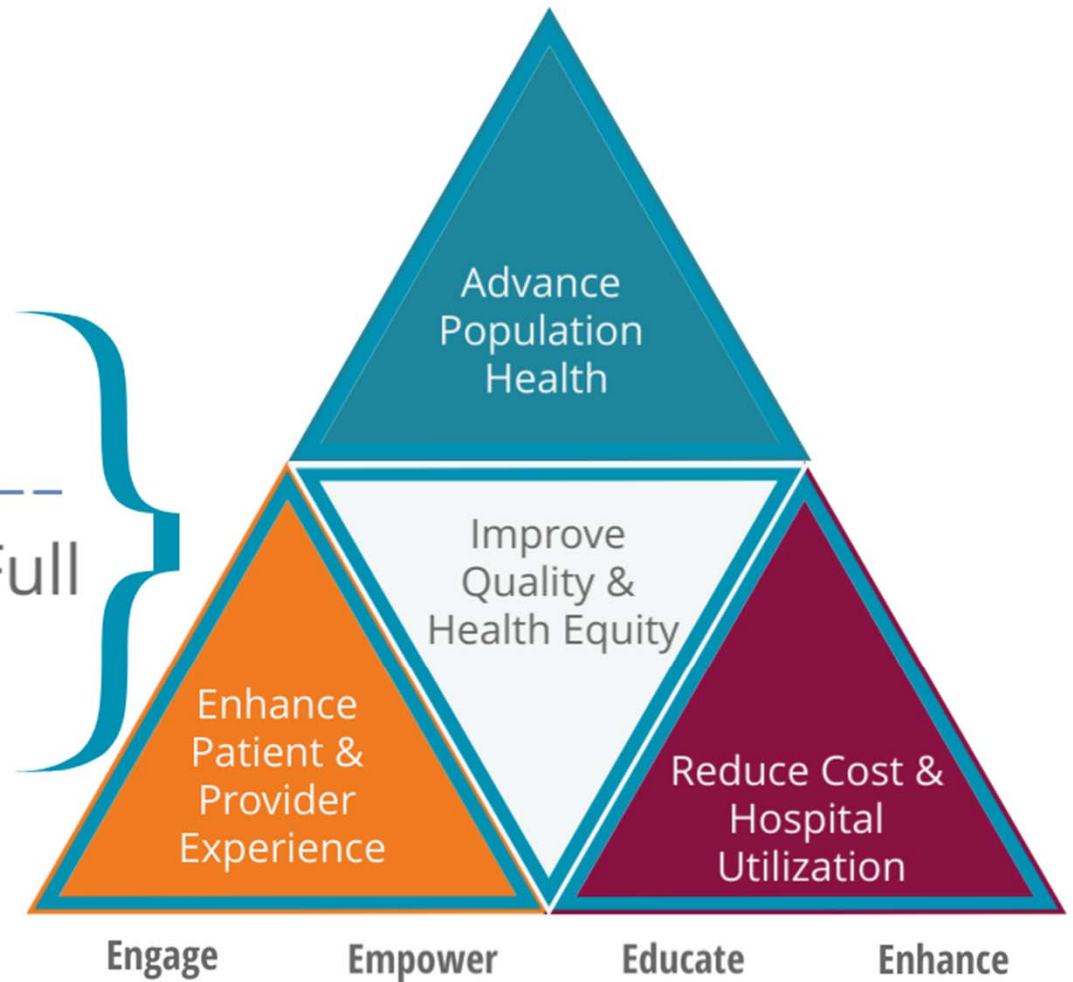 Advance
Population
Health
Full
Improve
Quality &
Health Equity
Enhance
Patient &
Provider
Experience
Reduce Cost &
Hospital
Utilization
Engage
Empower
Educate
Enhance